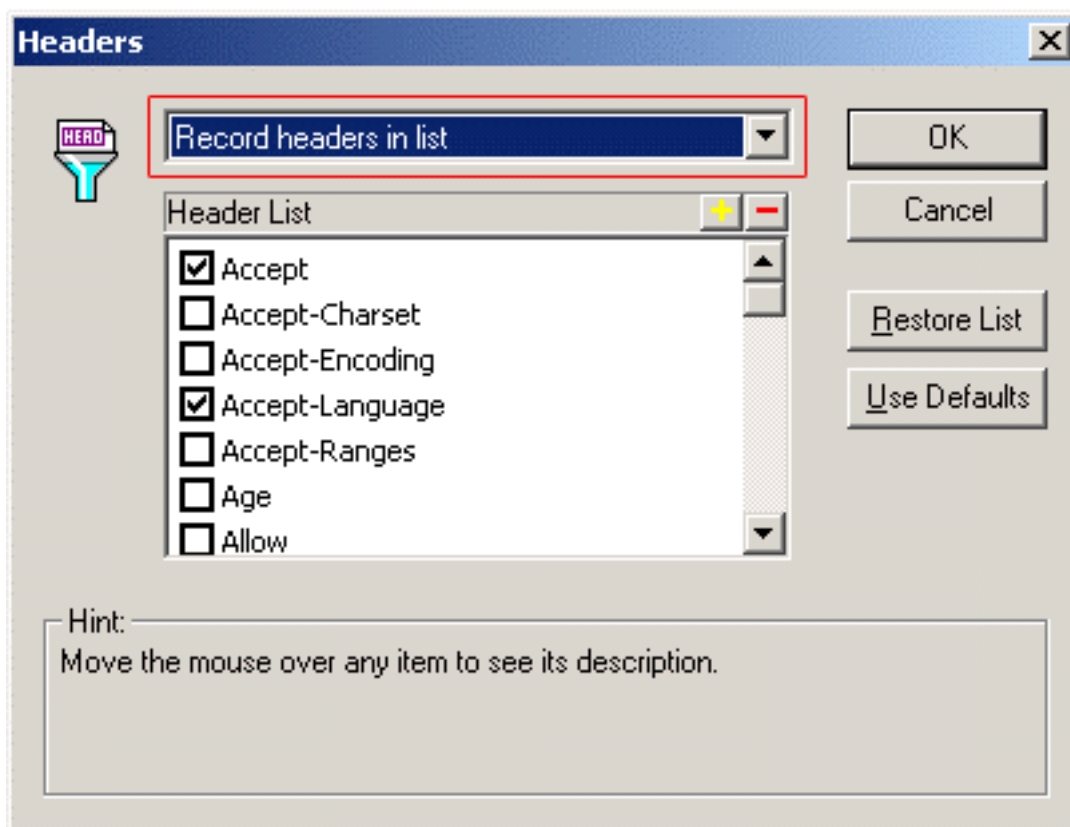 Headers
HEAD
Record headers in list
OK
Header List
Cancel
Accept
Accept-Charset
Accept-Encoding
Accept-Language
Accept-Ranges
Age
Allow
Restore List
Use Defaults
Hint:
Move the mouse over any item to see its description.